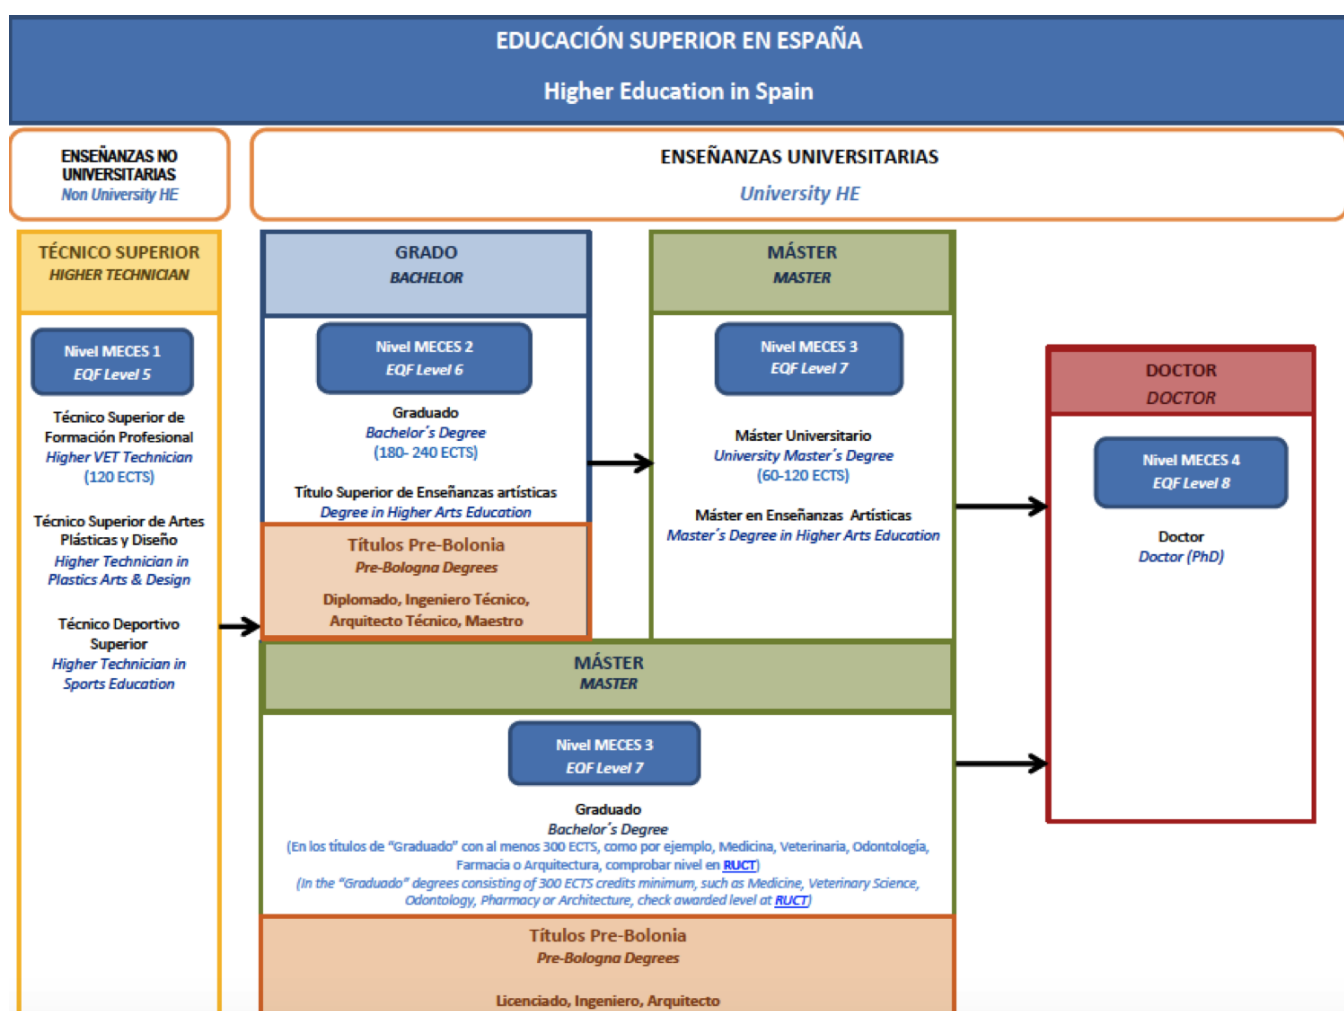 EDUCACIÓN SUPERIOR EN ESPAÑA
Higher Education in Spain
ENSEÑANZAS NO
UNIVERSITARIAS
Non University HE
ENSEÑANZAS UNIVERSITARIAS
University HE
TÉCNICO SUPERIOR
HIGHER TECHNICIAN
Nivel MECES 1
EQF Level 5
Técnico Superior de
Formación Profesional
Higher VET Technician
(120 ECTS)
Técnico Superior de Artes
Plásticas y Diseño
Higher Technician in
Plastics Arts & Design
Técnico Deportivo
Superior
Higher Technician in
Sports Education
GRADO
BACHELOR
Nivel MECES 2
EQF Level 6
Graduado
Bachelor´s Degree
(180- 240 ECTS)
Título Superior de Enseñanzas artísticas
Degree in Higher Arts Education
Títulos Pre-Bolonia
Pre-Bologna Degrees
Diplomado, Ingeniero Técnico,
Arquitecto Técnico, Maestro
MÁSTER
MASTER
Nivel MECES 3
EQF Level 7
Máster Universitario
University Master´s Degree
(60-120 ECTS)
Máster en Enseñanzas Artísticas
Master´s Degree in Higher Arts Education
MÁSTER
MASTER
Nivel MECES 3
EQF Level 7
Graduado
Bachelor´s Degree
(En los títulos de “Graduado” con al menos 300 ECTS, como por ejemplo, Medicina, Veterinaria, Odontología,
Farmacia o Arquitectura, comprobar nivel en RUCT)
(In the “Graduado” degrees consisting of 300 ECTS credits minimum, such as Medicine, Veterinary Science,
Odontology, Pharmacy or Architecture, check awarded level at RUCT)
Títulos Pre-Bolonia
Pre-Bologna Degrees
Licenciado, Ingeniero, Arquitecto
DOCTOR
DOCTOR
Nivel MECES 4
EQF Level 8
Doctor
Doctor (PhD)